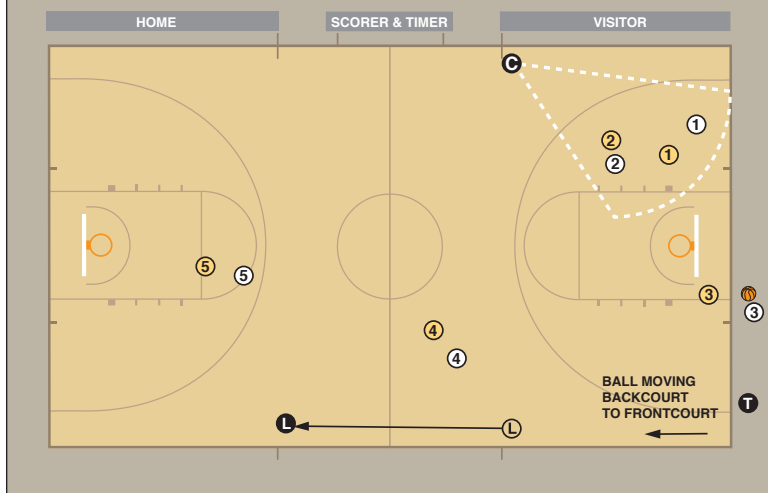 HOME
SCORER & TIMER
VISITOR
C
1
2
1
2
5
5
3
3
4
4
BALL MOVING
BACKCOURT
TO FRONTCOURT
T
L
L